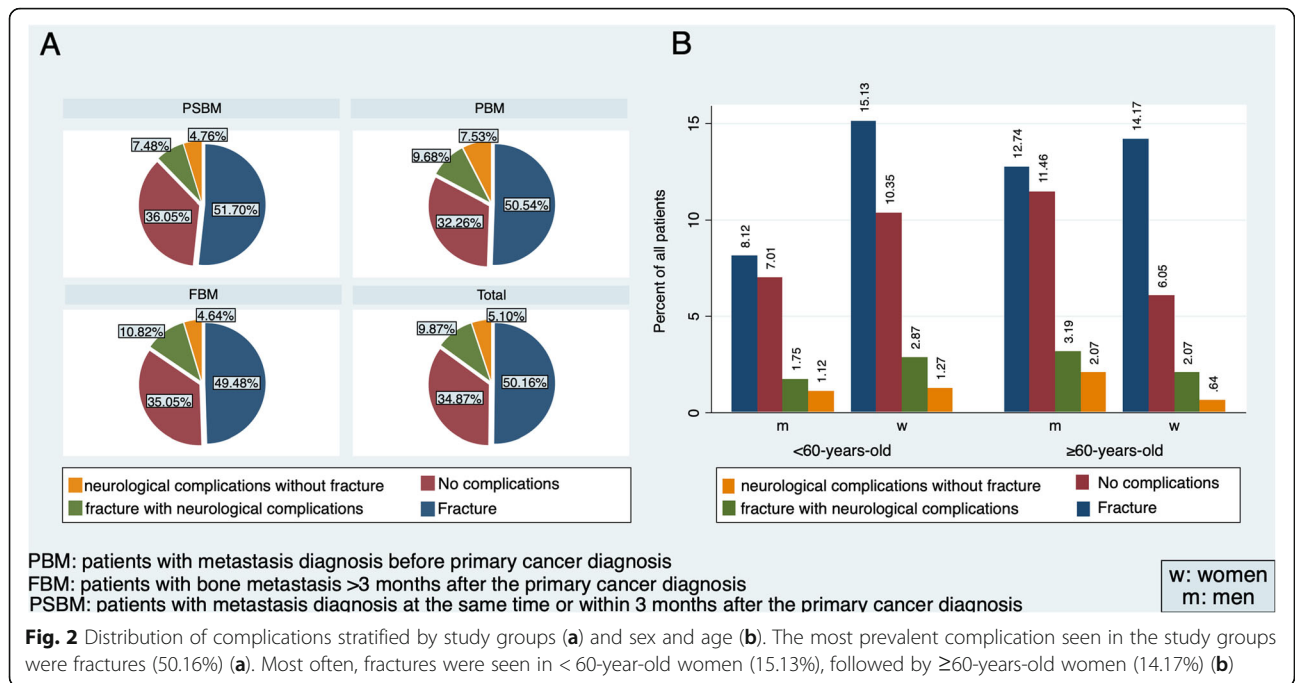 A
PSBM
PBM
7.48%
4.76%
36.05%
51.70%
9.68%
7.53%
32.26%
50.54%
FBM
Total
10.82%
4.64%
35.05%
49.48%
9.87%
5.10%
34.87%
50.16%
neurological complications without fracture
No complications
fracture with neurological complications
Fracture
B
Percent of all patients
15
10
5
0
8.12
7.01
1.75
1.12
15.13
10.35
2.87
1.27
12.74
11.46
3.19
2.07
14.17
6.05
2.07
.64
m
w
m
w
<60-years-old
≥60-years-old
neurological complications without fracture
No complications
fracture with neurological complications
Fracture
PBM: patients with metastasis diagnosis before primary cancer diagnosis
FBM: patients with bone metastasis >3 months after the primary cancer diagnosis
PSBM: patients with metastasis diagnosis at the same time or within 3 months after the primary cancer diagnosis
w: women
m: men
Fig. 2 Distribution of complications stratified by study groups (a) and sex and age (b). The most prevalent complication seen in the study groups
were fractures (50.16%) (a). Most often, fractures were seen in < 60-year-old women (15.13%), followed by ≥60-years-old women (14.17%) (b)